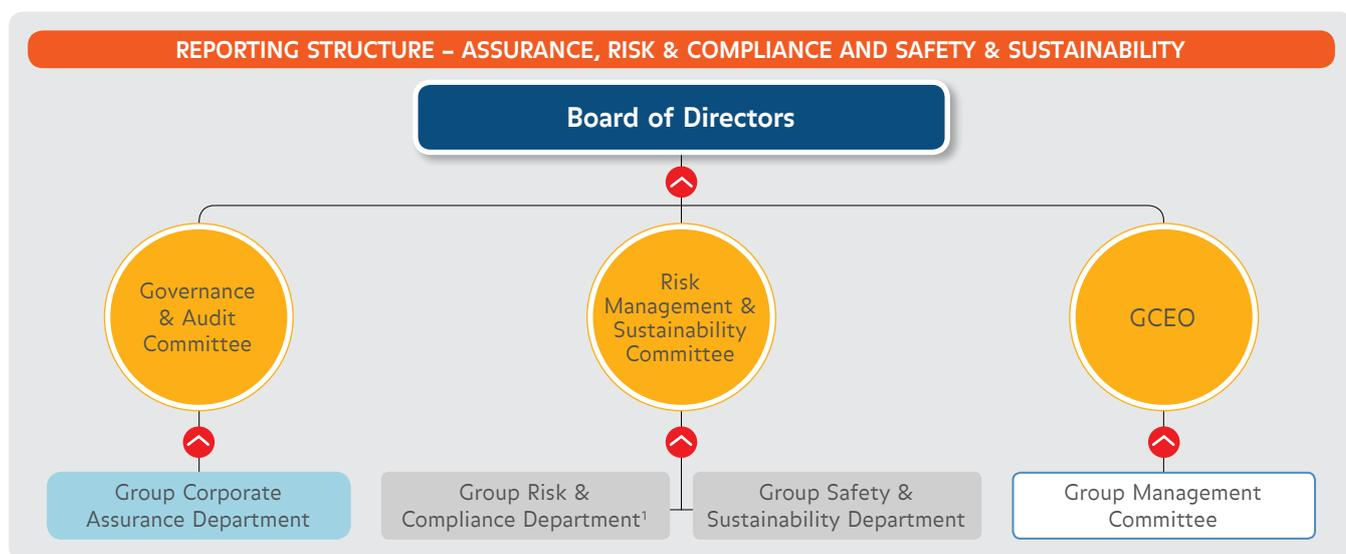 REPORTING STRUCTURE – ASSURANCE, RISK & COMPLIANCE AND SAFETY & SUSTAINABILITY
Board of Directors
Governance
& Audit
Committee
Risk
Management &
Sustainability
Committee
GCEO
Group Corporate
Assurance Department
Group Risk &
Compliance Department¹
Group Safety &
Sustainability Department
Group Management
Committee